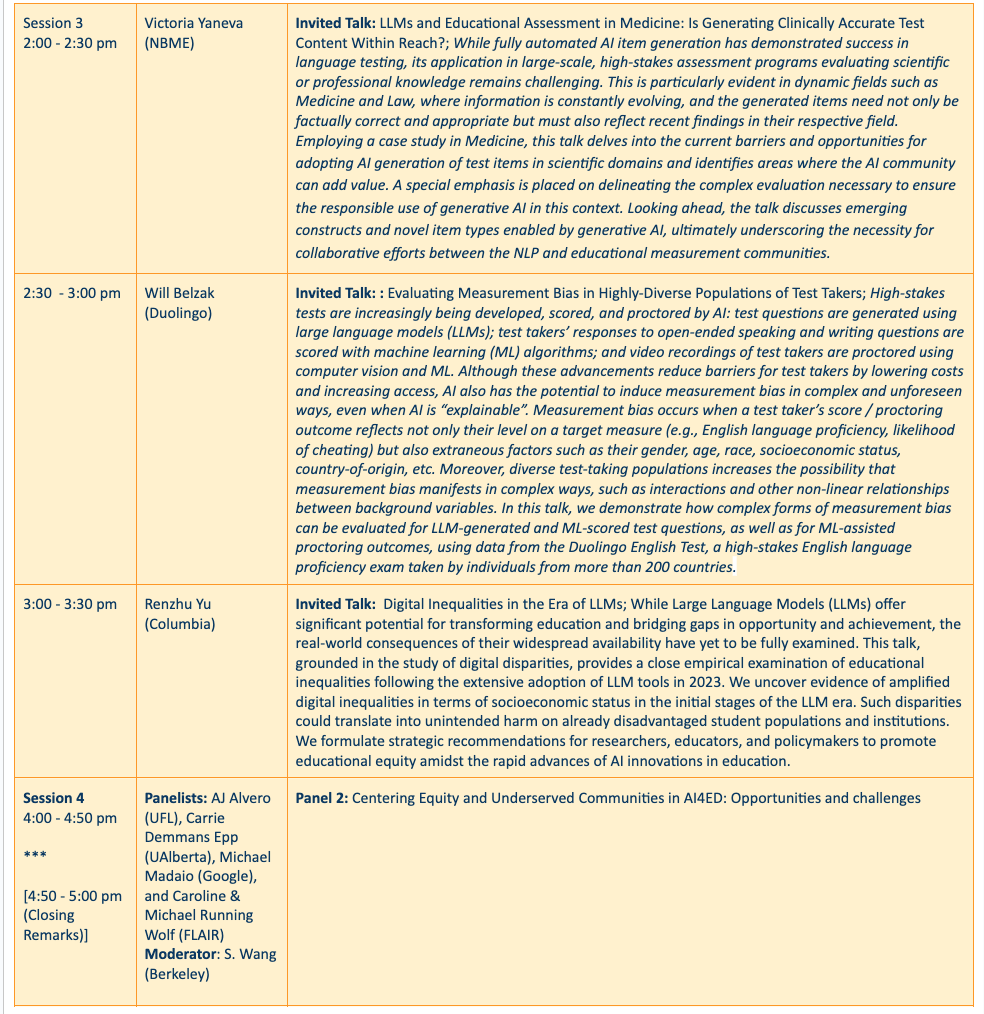 Session 3
2:00 - 2:30 pm
Victoria Yaneva
(NBME)
Invited Talk: LLMs and Educational Assessment in Medicine: Is Generating Clinically Accurate Test
Content Within Reach?; While fully automated AI item generation has demonstrated success in
language testing, its application in large-scale, high-stakes assessment programs evaluating scientific
or professional knowledge remains challenging. This is particularly evident in dynamic fields such as
Medicine and Law, where information is constantly evolving, and the generated items need not only be
factually correct and appropriate but must also reflect recent findings in their respective field.
Employing a case study in Medicine, this talk delves into the current barriers and opportunities for
adopting AI generation of test items in scientific domains and identifies areas where the AI community
can add value. A special emphasis is placed on delineating the complex evaluation necessary to ensure
the responsible use of generative AI in this context. Looking ahead, the talk discusses emerging
constructs and novel item types enabled by generative AI, ultimately underscoring the necessity for
collaborative efforts between the NLP and educational measurement communities.
2:30 - 3:00 pm
Will Belzak
(Duolingo)
Invited Talk: : Evaluating Measurement Bias in Highly-Diverse Populations of Test Takers; High-stakes
tests are increasingly being developed, scored, and proctored by AI: test questions are generated using
large language models (LLMs); test takers' responses to open-ended speaking and writing questions are
scored with machine learning (ML) algorithms; and video recordings of test takers are proctored using
computer vision and ML. Although these advancements reduce barriers for test takers by lowering costs
and increasing access, AI also has the potential to induce measurement bias in complex and unforeseen
ways, even when AI is “explainable”. Measurement bias occurs when a test taker's score / proctoring
outcome reflects not only their level on a target measure (e.g., English language proficiency, likelihood
of cheating) but also extraneous factors such as their gender, age, race, socioeconomic status,
country-of-origin, etc. Moreover, diverse test-taking populations increases the possibility that
measurement bias manifests in complex ways, such as interactions and other non-linear relationships
between background variables. In this talk, we demonstrate how complex forms of measurement bias
can be evaluated for LLM-generated and ML-scored test questions, as well as for ML-assisted
proctoring outcomes, using data from the Duolingo English Test, a high-stakes English language
proficiency exam taken by individuals from more than 200 countries.
3:00 - 3:30 pm
Renzhu Yu
(Columbia)
Invited Talk: Digital Inequalities in the Era of LLMs; While Large Language Models (LLMs) offer
significant potential for transforming education and bridging gaps in opportunity and achievement, the
real-world consequences of their widespread availability have yet to be fully examined. This talk,
grounded in the study of digital disparities, provides a close empirical examination of educational
inequalities following the extensive adoption of LLM tools in 2023. We uncover evidence of amplified
digital inequalities in terms of socioeconomic status in the initial stages of the LLM era. Such disparities
could translate into unintended harm on already disadvantaged student populations and institutions.
We formulate strategic recommendations for researchers, educators, and policymakers to promote
educational equity amidst the rapid advances of AI innovations in education.
Session 4
4:00 - 4:50 pm
***
[4:50 - 5:00 pm
(Closing
Remarks)]
Panelists: AJ Alvero
(UFL), Carrie
Demmans Epp
(UAlberta), Michael
Madaio (Google),
and Caroline &
Michael Running
Wolf (FLAIR)
Moderator: S. Wang
(Berkeley)
Panel 2: Centering Equity and Underserved Communities in AI4ED: Opportunities and challenges